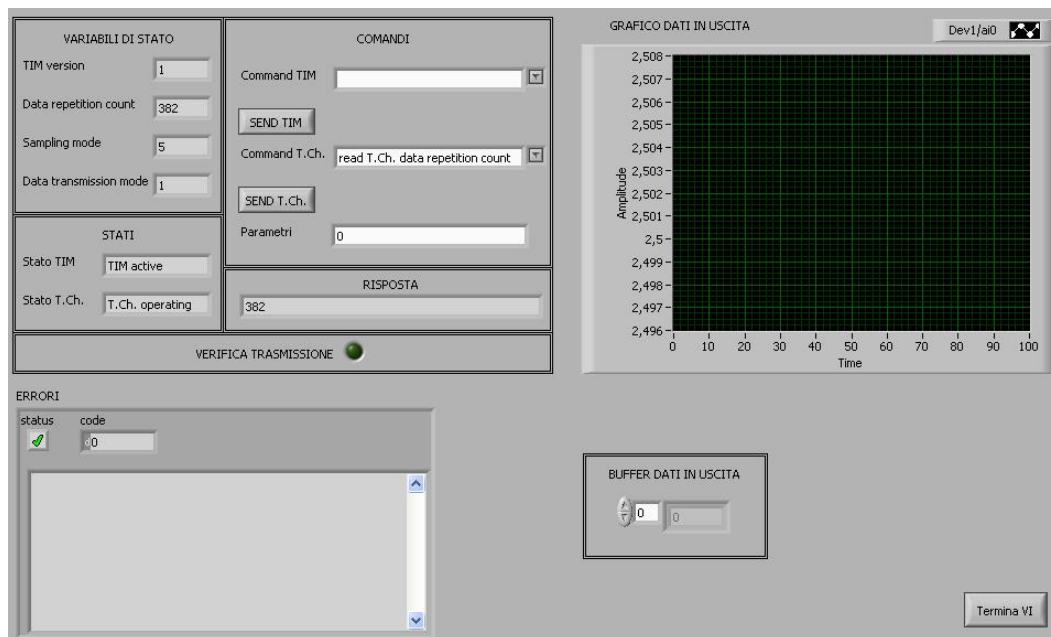 VARIABILI DI STATO
TIM version 1
Data repetition count 382
Sampling mode 5
Data transmission mode 1
STATI
Stato TIM TIM active
Stato T.Ch. T.Ch. operating
COMANDI
Command TIM
SEND TIM
Command T.Ch. read T.Ch. data repetition count
SEND T.Ch.
Parametri 0
RISPOSTA
382
VERIFICA TRASMISSIONE
GRAFICO DATI IN USCITA
Dev1/ai0
Amplitude
2,508
2,507
2,506
2,505
2,504
2,503
2,502
2,501
2,5
2,499
2,498
2,497
2,496
0 10 20 30 40 50 60 70 80 90 100
Time
ERRORI
status code
d0
BUFFER DATI IN USCITA
0 0
Termina VI